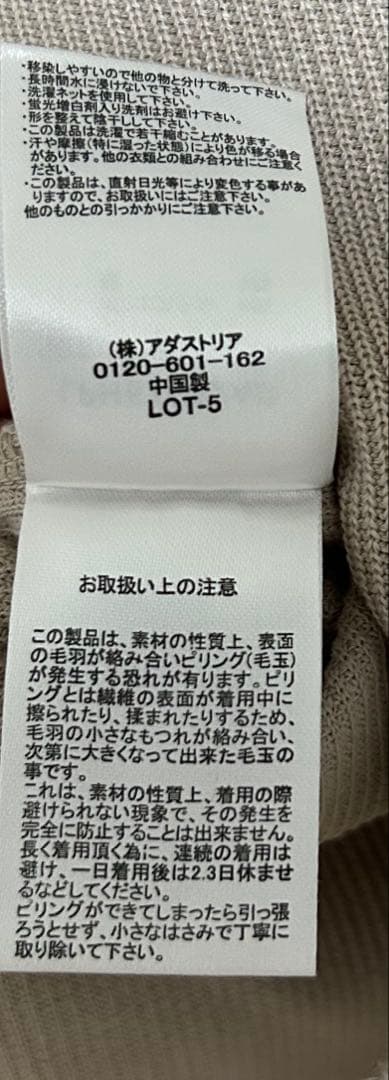 ・移染しやすいので他の物と分けて洗って下さい。
・長時間水に浸けないで下さい。
・洗濯ネットを使用して下さい。
・蛍光増白剤入り洗剤はお避け下さい。
・形を整えて陰干しして下さい。
・この製品は洗濯で若干縮むことがあります。
・汗や摩擦(特に湿った状態)により色が移る場合
があります。他の衣類との組み合わせにご注意く
ださい。
・この製品は、直射日光等により変色する事があ
りますので、お取扱いにはご注意下さい。
他のものとの引っかかりにご注意下さい。
(株)アダストリア
0120-601-162
中国製
LOT-5
お取扱い上の注意
この製品は、素材の性質上、表面
の毛羽が絡み合いピリング(毛玉)
が発生する恐れが有ります。ピリ
ングとは繊維の表面が着用中に
擦られたり、揉まれたりするため、
毛羽の小さなもつれが絡み合い、
次第に大きくなって出来た毛玉の
事です。
これは、素材の性質上、着用の際
避けられない現象で、その発生を
完全に防止することは出来ません。
長く着用頂く為に、連続の着用は
避け、一日着用後は2.3日休ませ
るなどしてください。
ピリングができてしまったら引っ張
ろうとせず、小さなはさみで丁寧に
取り除いて下さい。